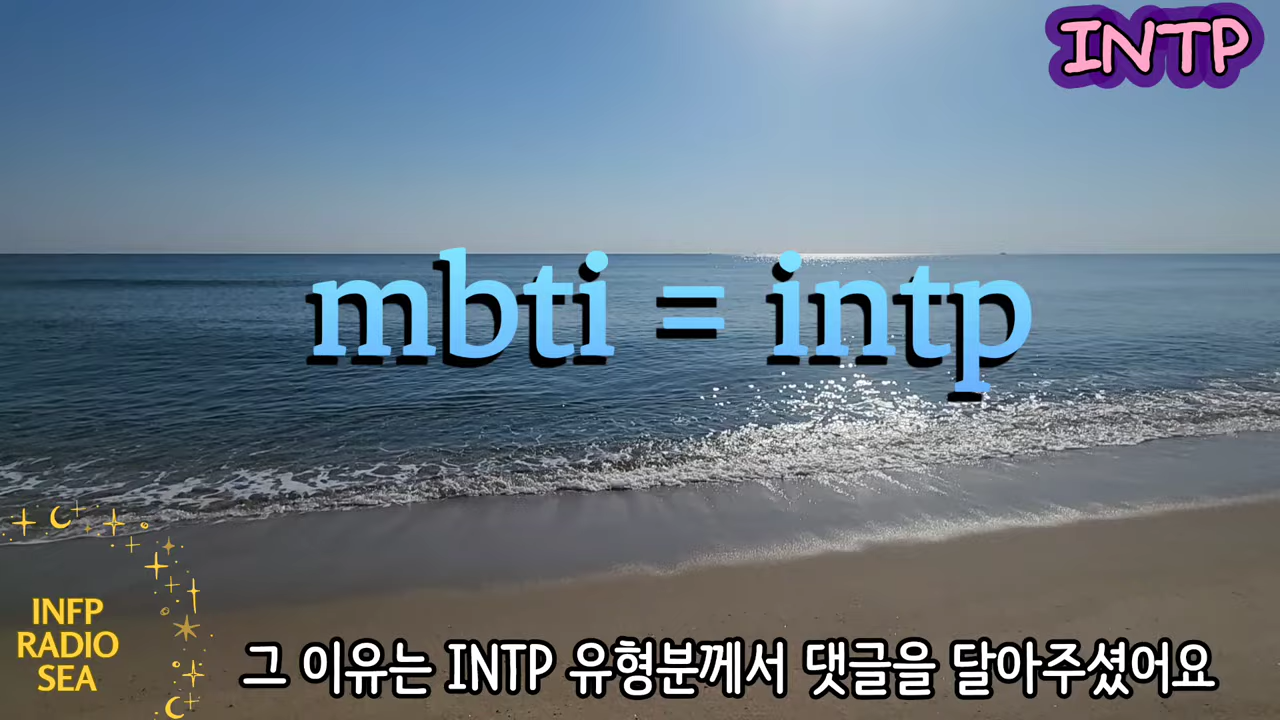 INTP
mbti = intp
INFP
RADIO
SEA
그 이유는 INTP 유형분께서 댓글을 달아주셨어요